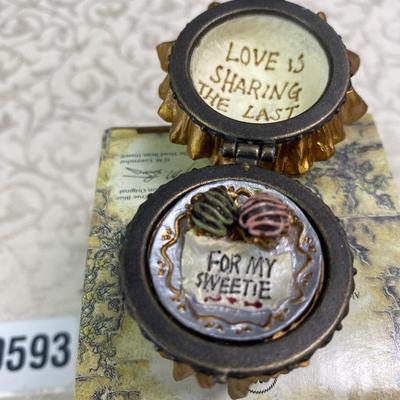 LOVE is
SHARING
THE LAST
FOR MY
SWEETIE
0593